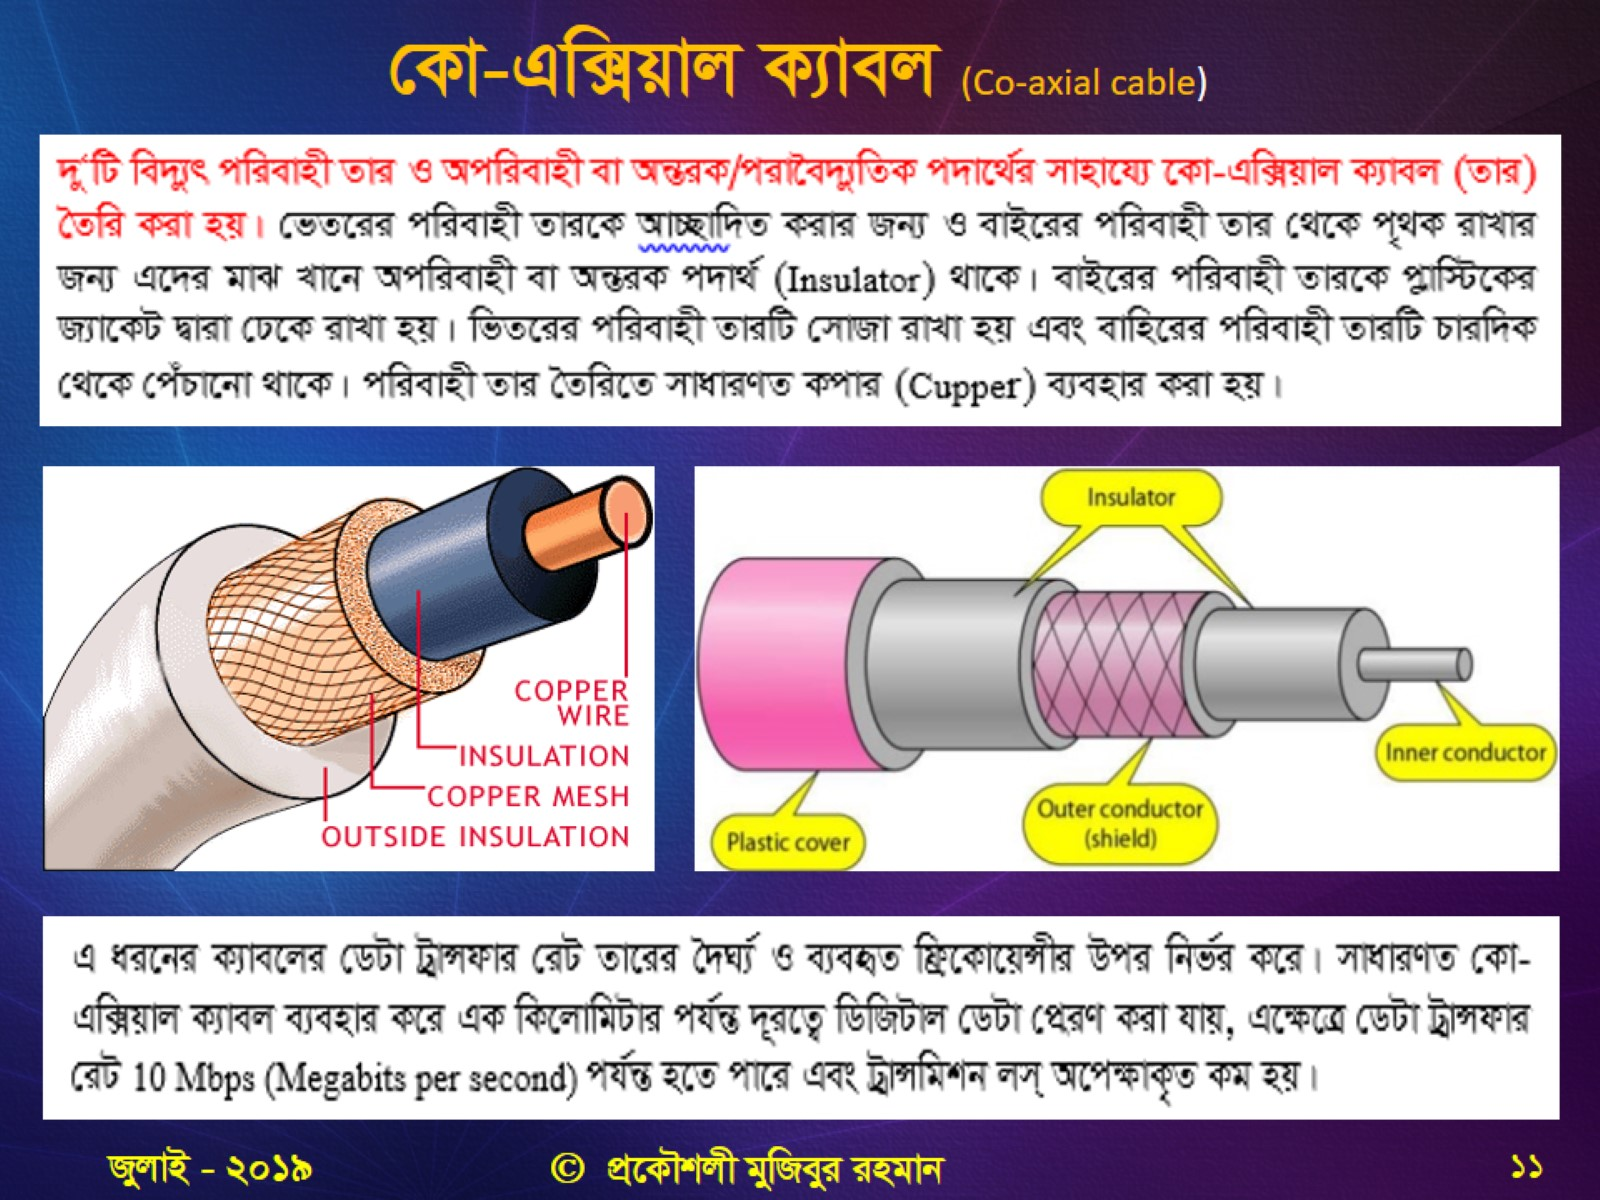 কো-এক্সিয়াল ক্যাবল (Co-axial cable)
দু'টি বিদ্যুৎ পরিবাহী তার ও অপরিবাহী বা অন্তরক/পরাবৈদ্যুতিক পদার্থের সাহায্যে কো-এক্সিয়াল ক্যাবল (তার)
তৈরি করা হয়। ভেতরের পরিবাহী তারকে আচ্ছাদিত করার জন্য ও বাইরের পরিবাহী তার থেকে পৃথক রাখার
জন্য এদের মাঝ খানে অপরিবাহী বা অন্তরক পদার্থ (Insulator) থাকে। বাইরের পরিবাহী তারকে প্লাস্টিকের
জ্যাকেট দ্বারা ঢেকে রাখা হয়। ভিতরের পরিবাহী তারটি সোজা রাখা হয় এবং বাহিরের পরিবাহী তারটি চারদিক
থেকে পেঁচানো থাকে। পরিবাহী তার তৈরিতে সাধারণত কপার (Cupper) ব্যবহার করা হয়।
COPPER
WIRE
INSULATION
COPPER MESH
OUTSIDE INSULATION
Insulator
Inner conductor
Outer conductor
(shield)
Plastic cover
এ ধরনের ক্যাবলের ডেটা ট্রান্সফার রেট তারের দৈর্ঘ্য ও ব্যবহৃত ফ্রিকোয়েন্সীর উপর নির্ভর করে। সাধারণত কো-
এক্সিয়াল ক্যাবল ব্যবহার করে এক কিলোমিটার পর্যন্ত দূরত্বে ডিজিটাল ডেটা প্রেরণ করা যায়, এক্ষেত্রে ডেটা ট্রান্সফার
রেট 10 Mbps (Megabits per second) পর্যন্ত হতে পারে এবং ট্রান্সমিশন লস্ অপেক্ষাকৃত কম হয়।
জুলাই - ২০১৯
© প্রকৌশলী মুজিবুর রহমান
১১